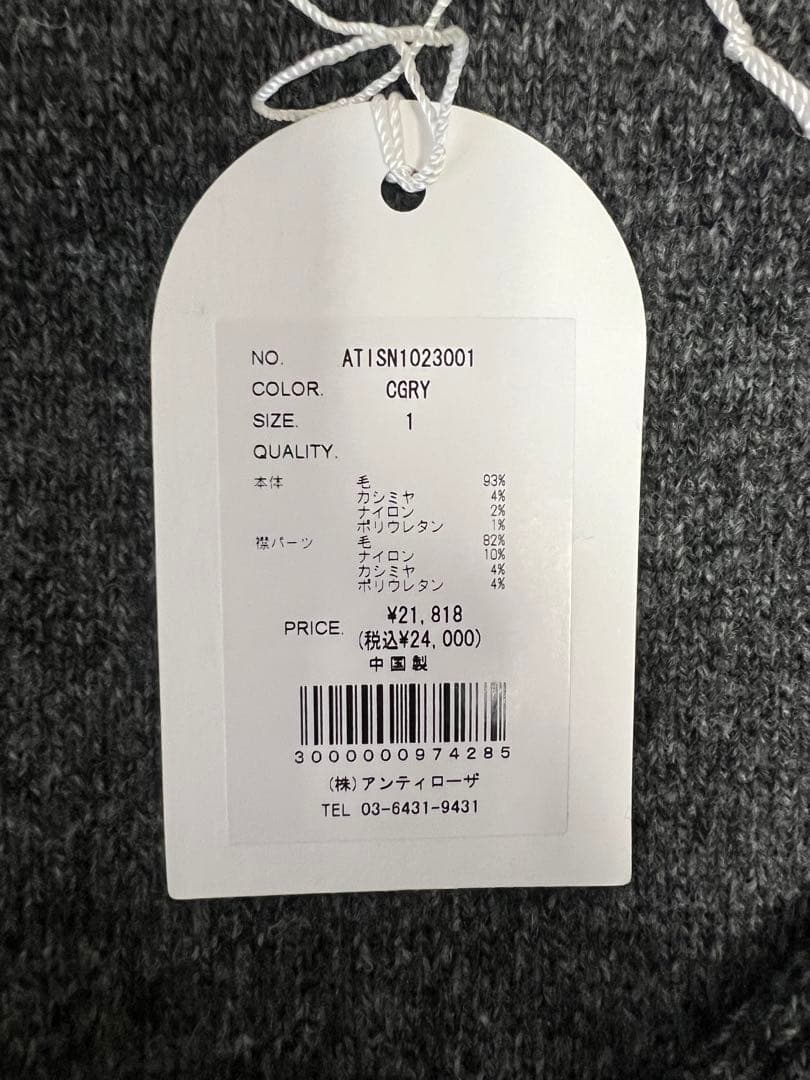 NO. ATISN1023001
COLOR. CGRY
SIZE. 1
QUALITY.
本体 毛 93%
カシミヤ 4%
ナイロン 2%
ポリウレタン 1%
襟パーツ 毛 82%
ナイロン 10%
カシミヤ 4%
ポリウレタン 4%
PRICE. ¥21,818
(税込¥24,000)
中国製
3000000974285
(株)アンティローザ
TEL 03-6431-9431